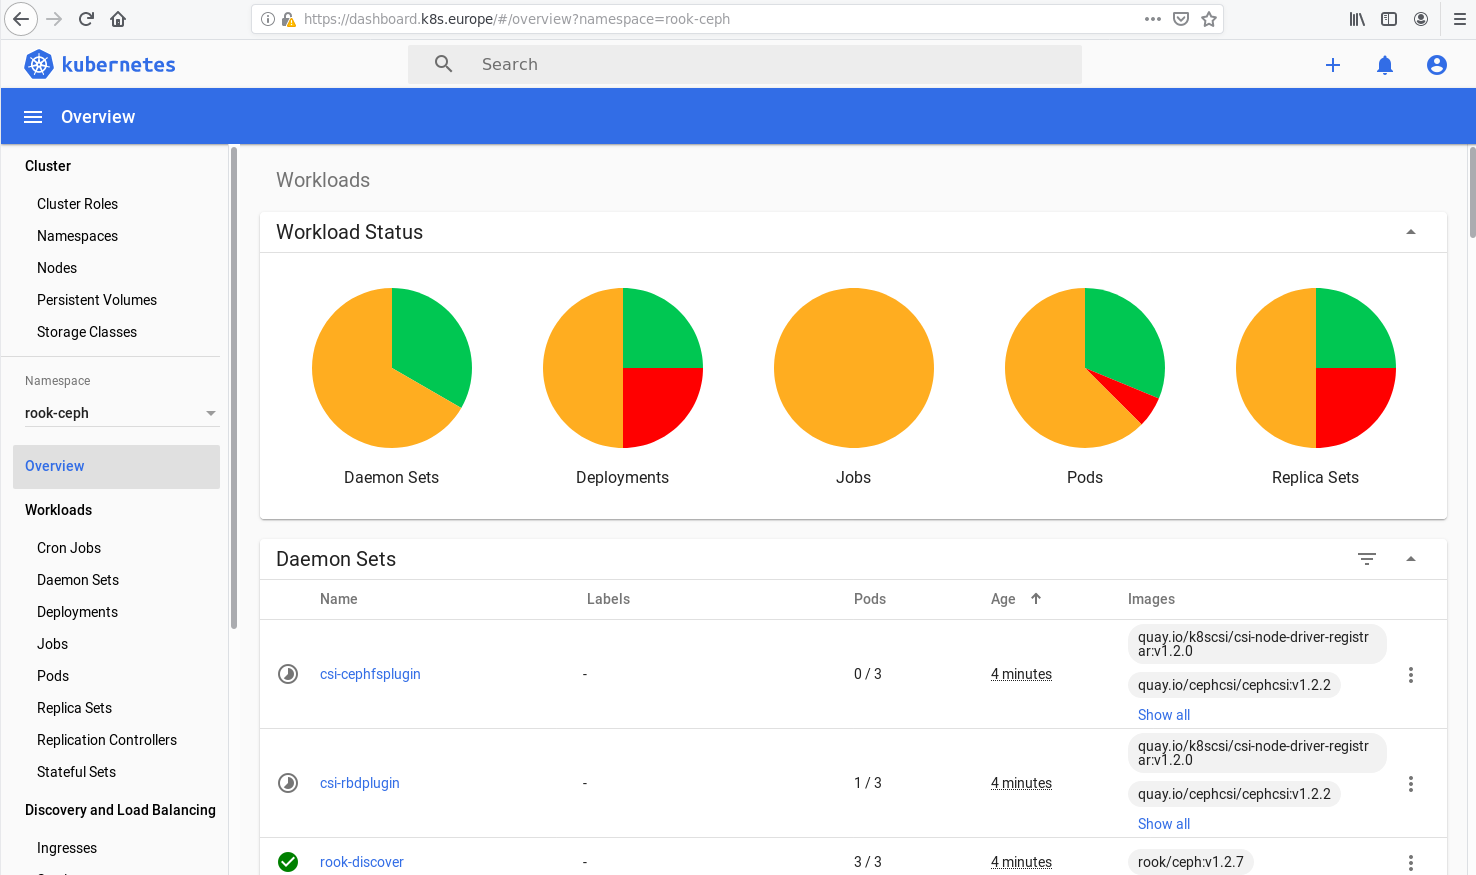 https://dashboard.k8s.europe/#/overview?namespace=rook-ceph
kubernetes
Search
Overview
Cluster
Cluster Roles
Namespaces
Nodes
Persistent Volumes
Storage Classes
Namespace
rook-ceph
Overview
Workloads
Cron Jobs
Daemon Sets
Deployments
Jobs
Pods
Replica Sets
Replication Controllers
Stateful Sets
Discovery and Load Balancing
Ingresses
Workloads
Workload Status
Daemon Sets
Deployments
Jobs
Pods
Replica Sets
Daemon Sets
Name Labels Pods Age Images
csi-cephfsplugin - 0 / 3 4 minutes
quay.io/k8scsi/csi-node-driver-registr
ar:v1.2.0
quay.io/cephcsi/cephcsi:v1.2.2
Show all
csi-rbdplugin - 1 / 3 4 minutes
quay.io/k8scsi/csi-node-driver-registr
ar:v1.2.0
quay.io/cephcsi/cephcsi:v1.2.2
Show all
rook-discover - 3 / 3 4 minutes rook/ceph:v1.2.7